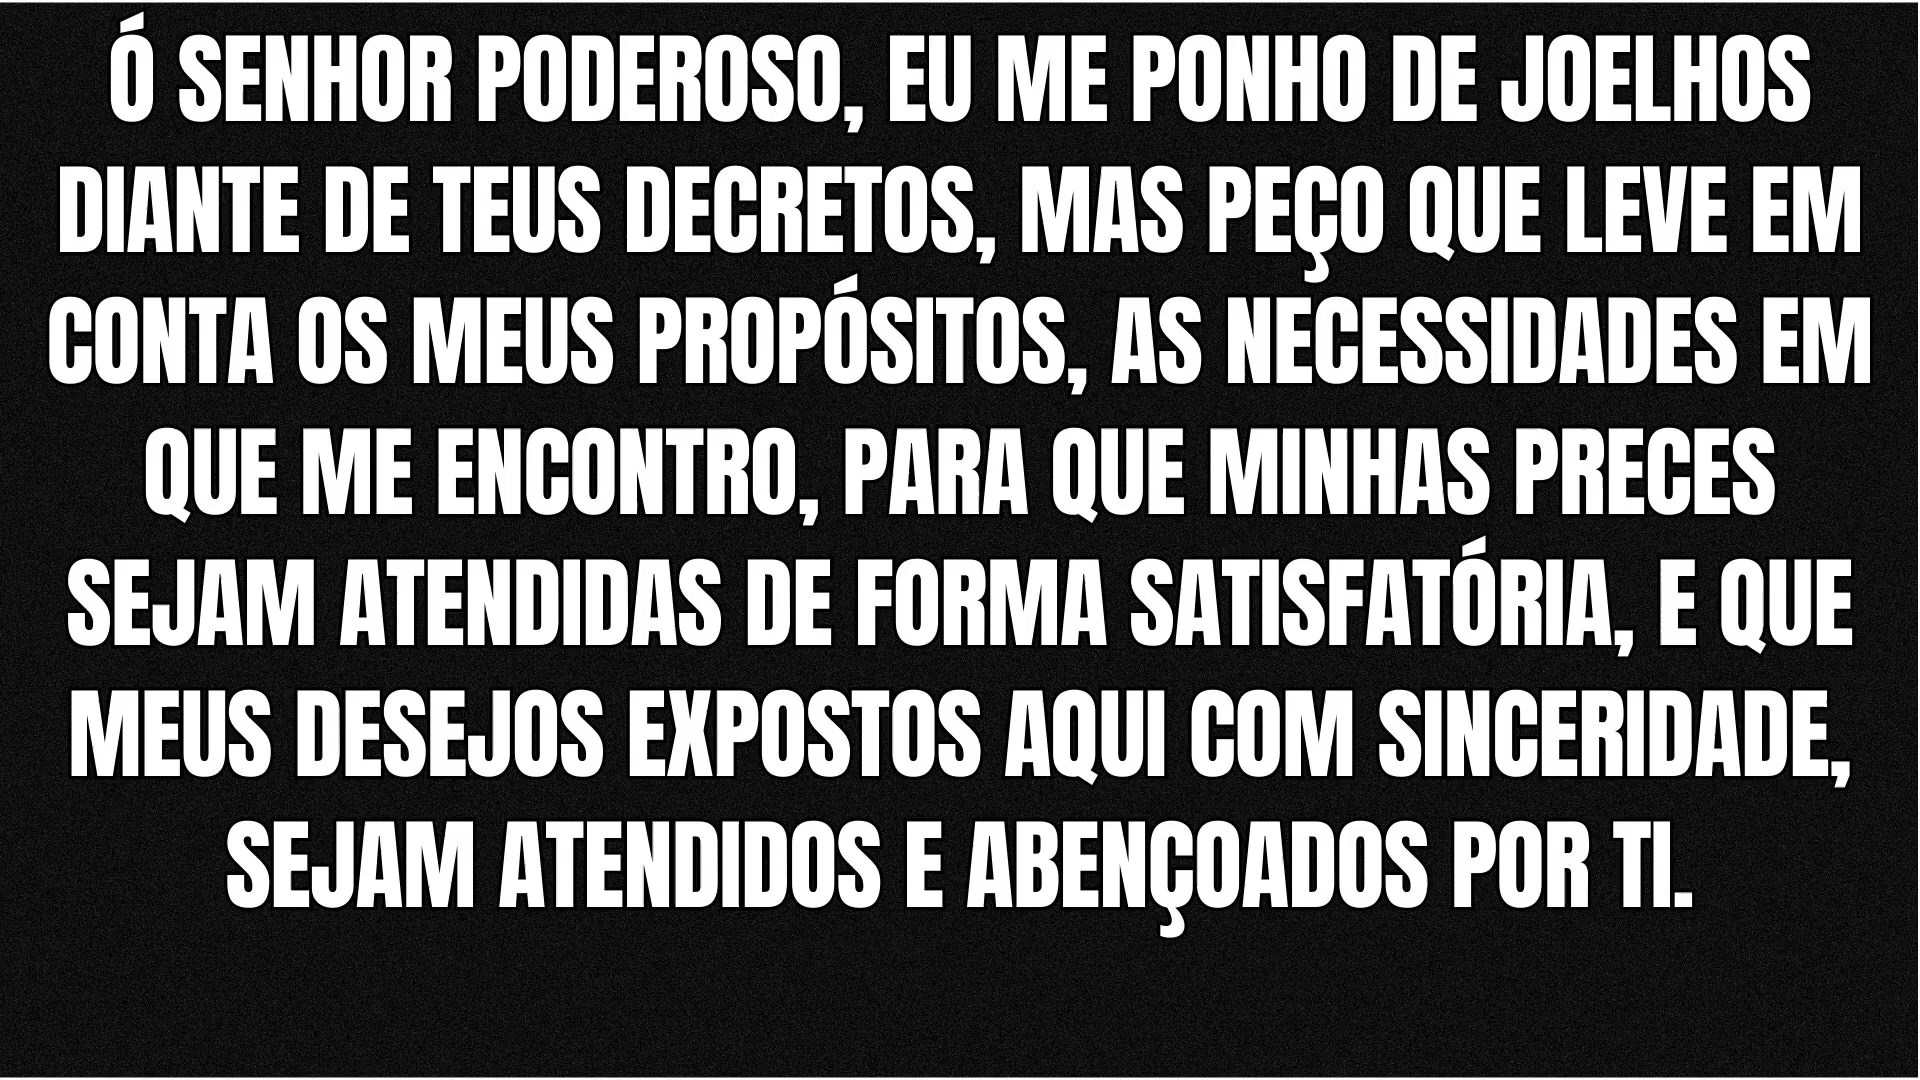 Ó SENHOR PODEROSO, EU ME PONHO DE JOELHOS
DIANTE DE TEUS DECRETOS, MAS PEÇO QUE LEVE EM
CONTA OS MEUS PROPÓSITOS, AS NECESSIDADES EM
QUE ME ENCONTRO, PARA QUE MINHAS PRECES
SEJAM ATENDIDAS DE FORMA SATISFATÓRIA, E QUE
MEUS DESEJOS EXPOSTOS AQUI COM SINCERIDADE,
SEJAM ATENDIDOS E ABENÇOADOS POR TI.